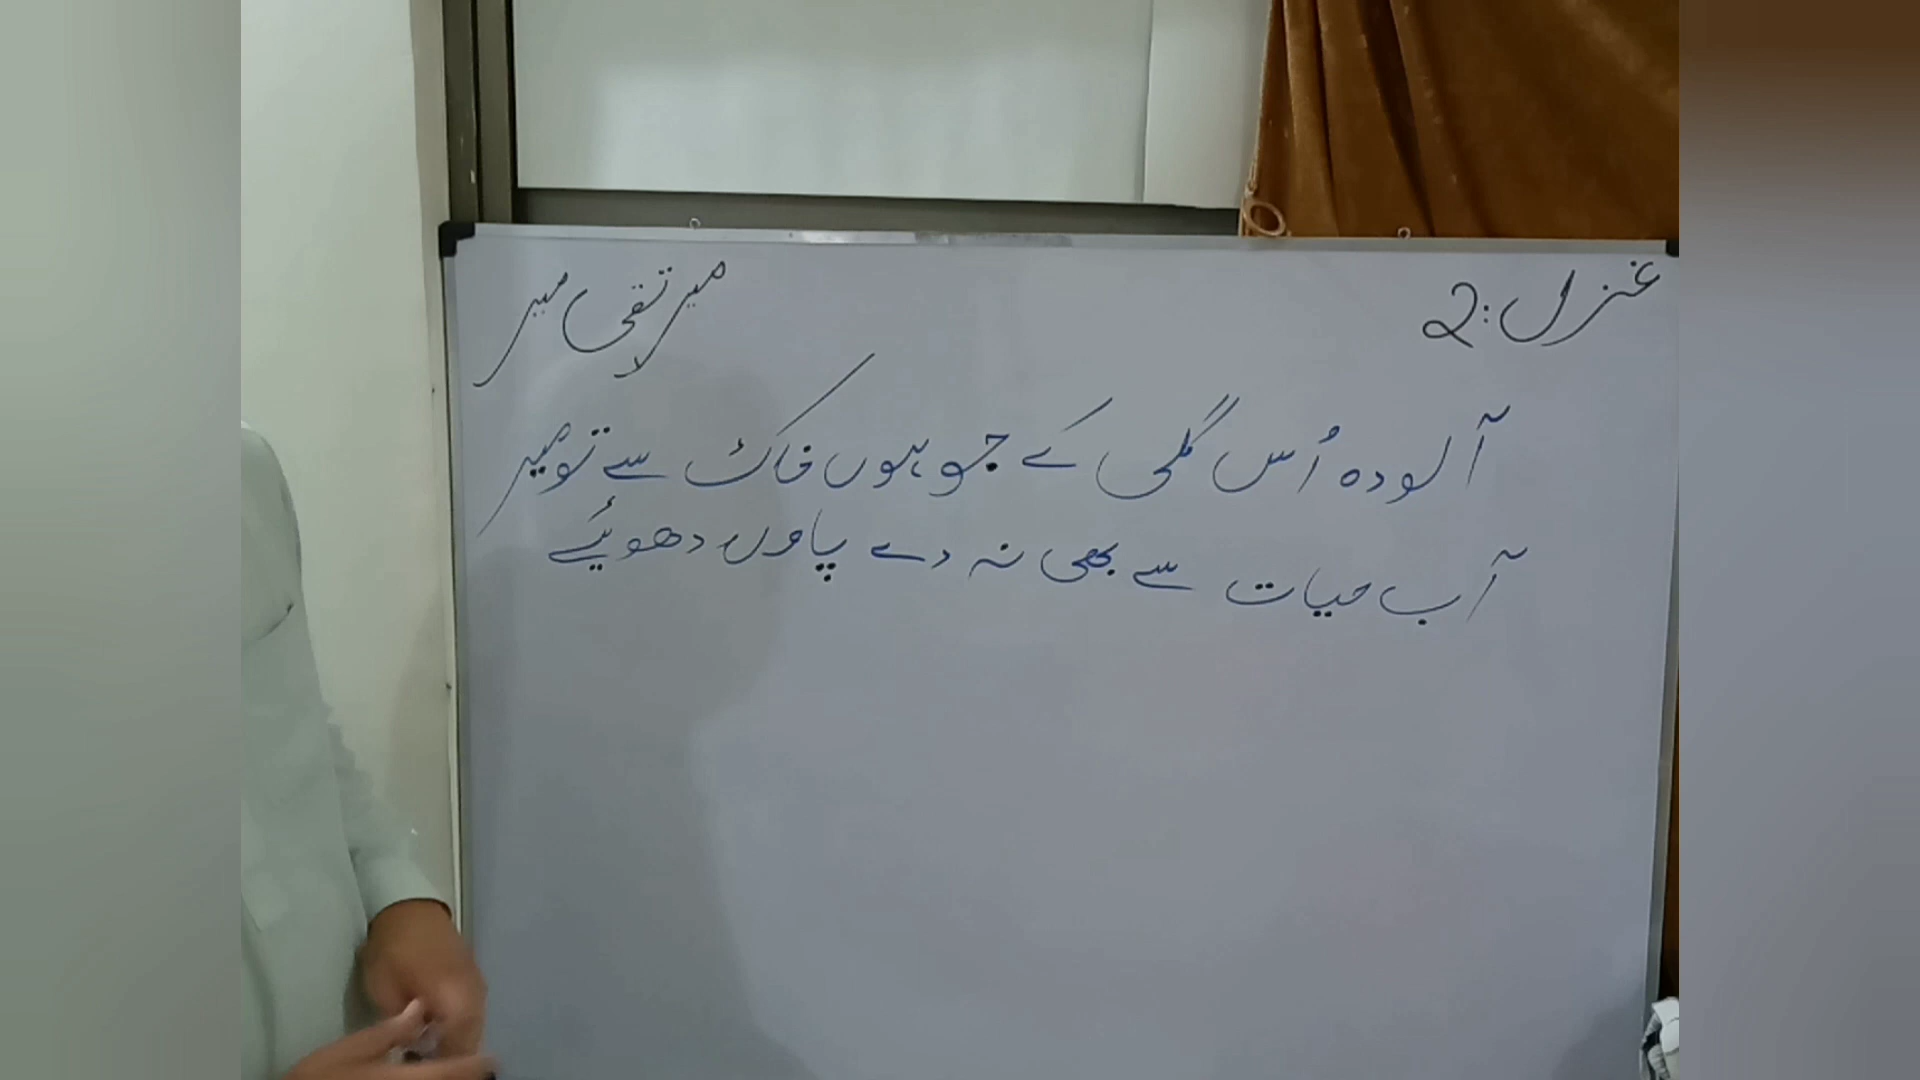 غزل :2
میر تقی میر
آلودہ اُس گلی کے جو ہوں خاک سے تو میر
آب حیات سے بھی نہ دے پاوں دھوئیے